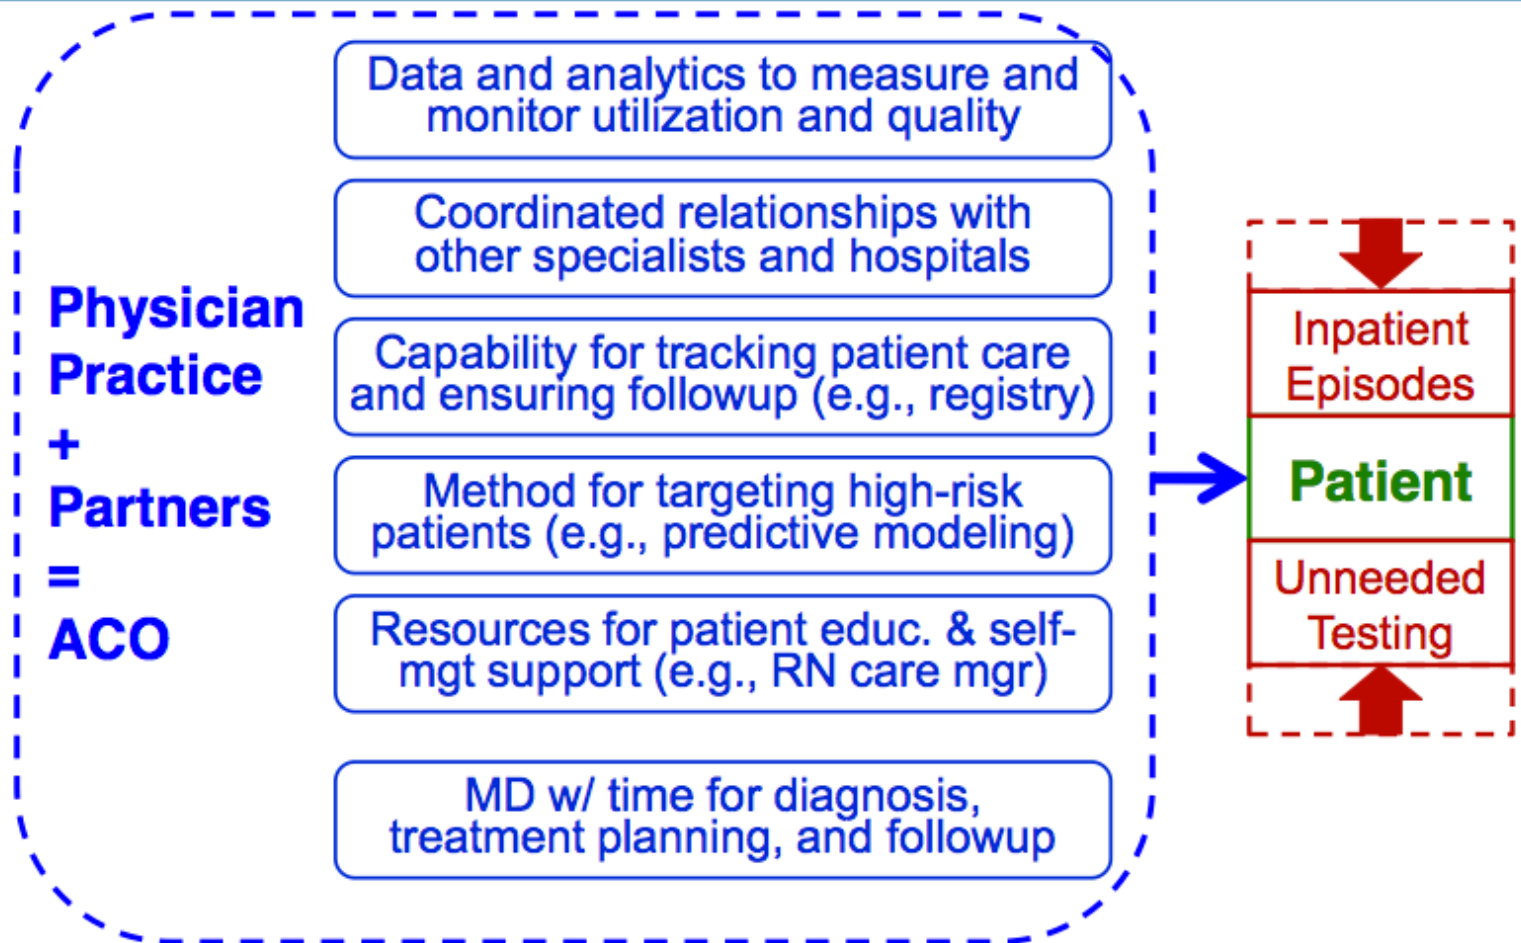 Physician
Practice
+
Partners
=
ACO
Data and analytics to measure and
monitor utilization and quality
Coordinated relationships with
other specialists and hospitals
Capability for tracking patient care
and ensuring followup (e.g., registry)
Method for targeting high-risk
patients (e.g., predictive modeling)
Resources for patient educ. & self-
mgt support (e.g., RN care mgr)
MD w/ time for diagnosis,
treatment planning, and followup
Inpatient
Episodes
Patient
Unneeded
Testing